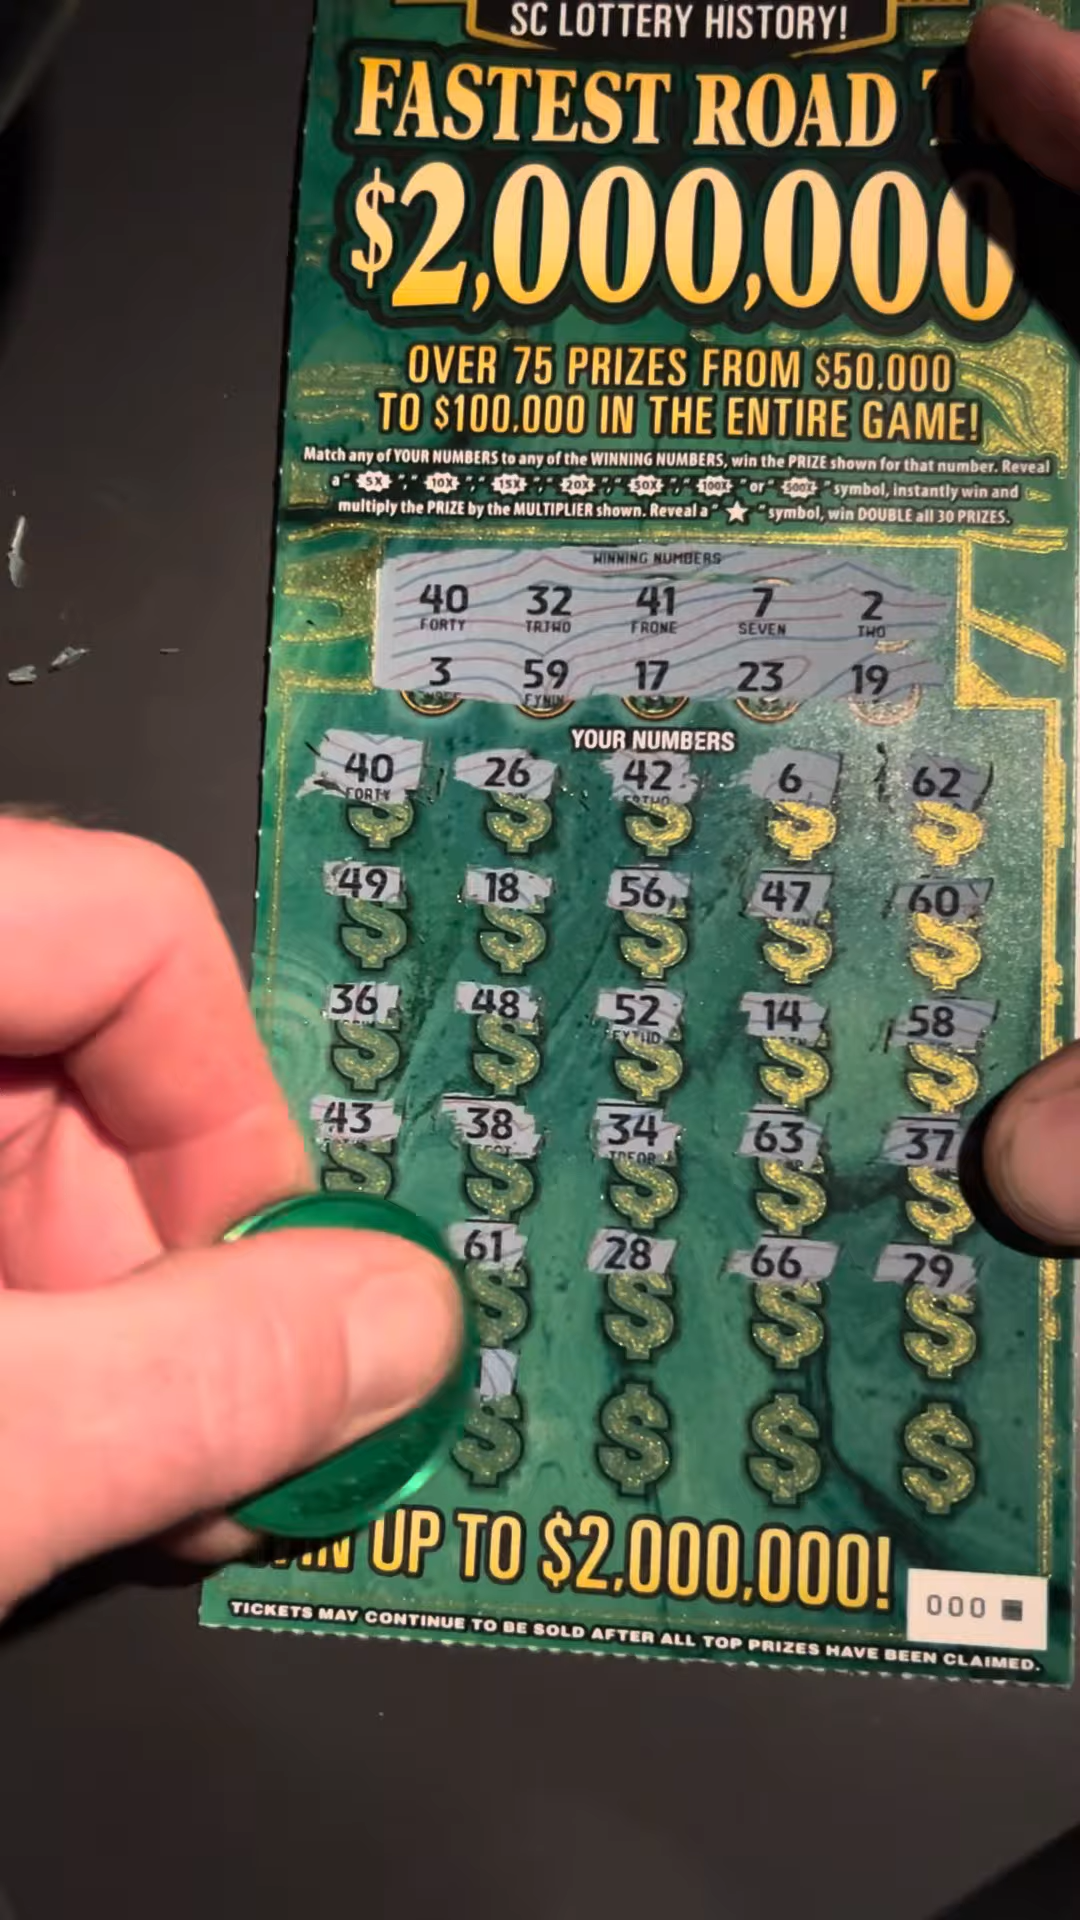 SC LOTTERY HISTORY!
FASTEST ROAD
$2,000,000
OVER 75 PRIZES FROM $50,000
TO $100,000 IN THE ENTIRE GAME!
Match any of YOUR NUMBERS to any of the WINNING NUMBERS, win the PRIZE shown for that number. Reveal
a " 5X ", " 10X ", " 15X ", " 20X ", " 50X ", " 100X " or " 500X " symbol, instantly win and
multiply the PRIZE by the MULTIPLIER shown. Reveal a " ★ " symbol, win DOUBLE all 30 PRIZES.
WINNING NUMBERS
40 32 41 7 2
FORTY TRTWO FRONE SEVEN TWO
3 59 17 23 19
FYNIN
YOUR NUMBERS
40 26 42 6 62
FORTY
$ $ $ $ $
49 18 56 47 60
$ $ $ $ $
36 48 52 14 58
FYTWO
$ $ $ $ $
43 38 34 63 37
TRFOR
$ $ $ $ $
61 28 66 29
$ $ $ $
$ $ $ $
UP TO $2,000,000!
000
TICKETS MAY CONTINUE TO BE SOLD AFTER ALL TOP PRIZES HAVE BEEN CLAIMED.